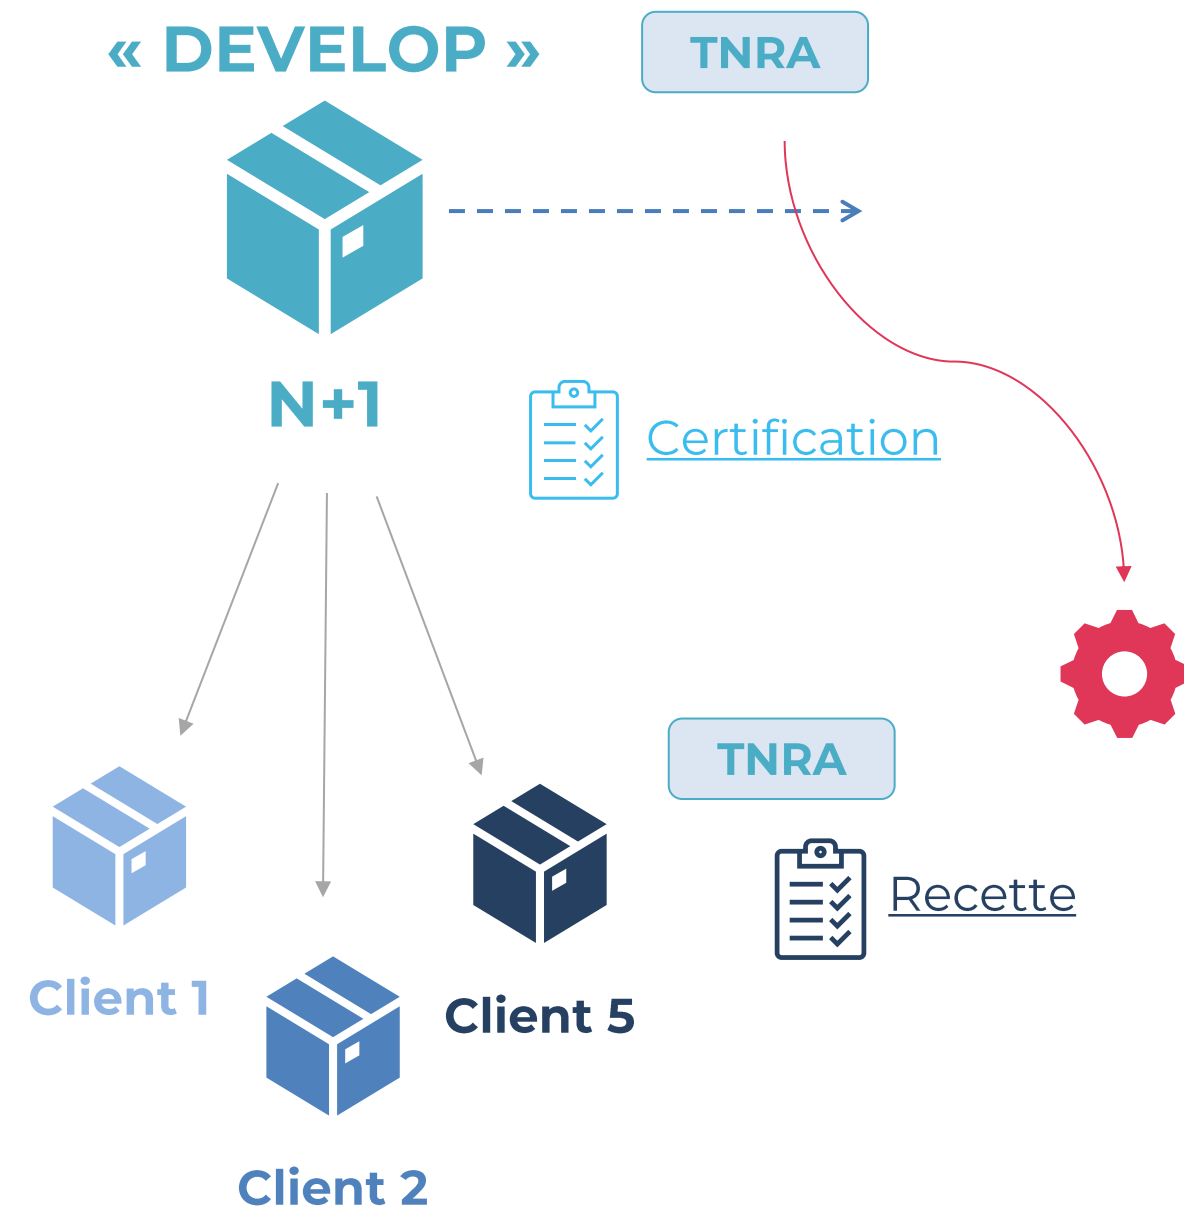 « DEVELOP »
TNRA
N+1
Certification
TNRA
Recette
Client 1
Client 5
Client 2